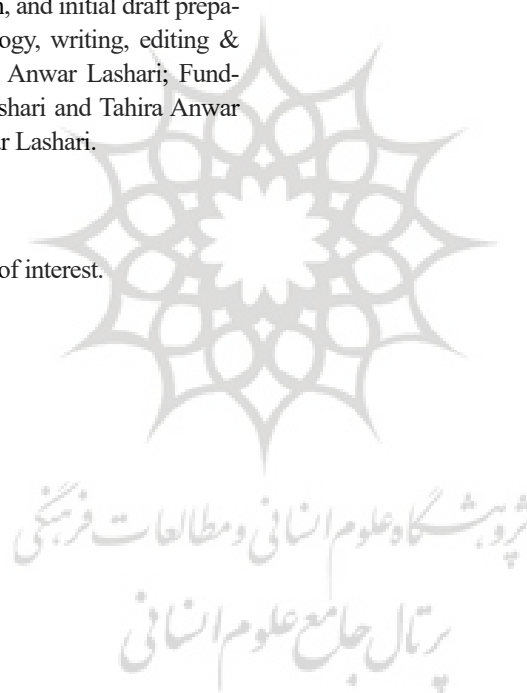 n, and initial draft prepa-
ogy, writing, editing &
Anwar Lashari; Fund-
shari and Tahira Anwar
ar Lashari.
of interest.
پژوهشگاه علوم انسانی و مطالعات فرهنگی
پرتال جامع علوم انسانی